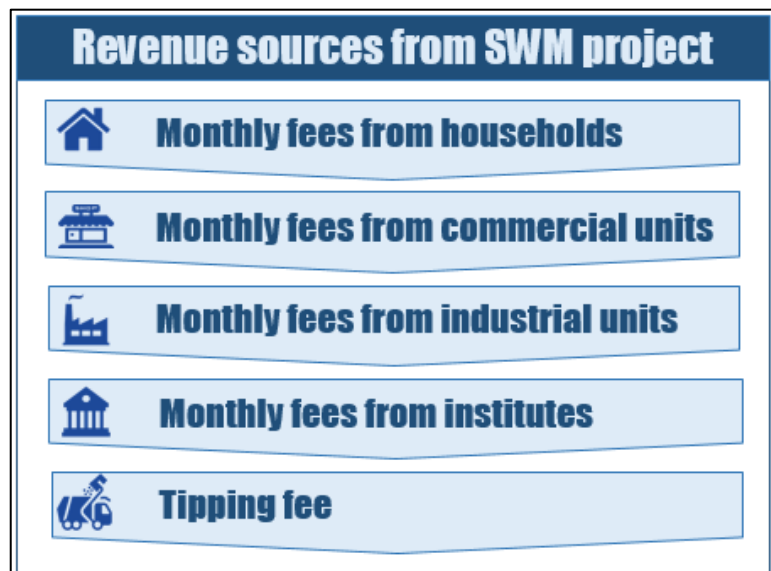 Revenue sources from SWM project
Monthly fees from households
Monthly fees from commercial units
Monthly fees from industrial units
Monthly fees from institutes
Tipping fee